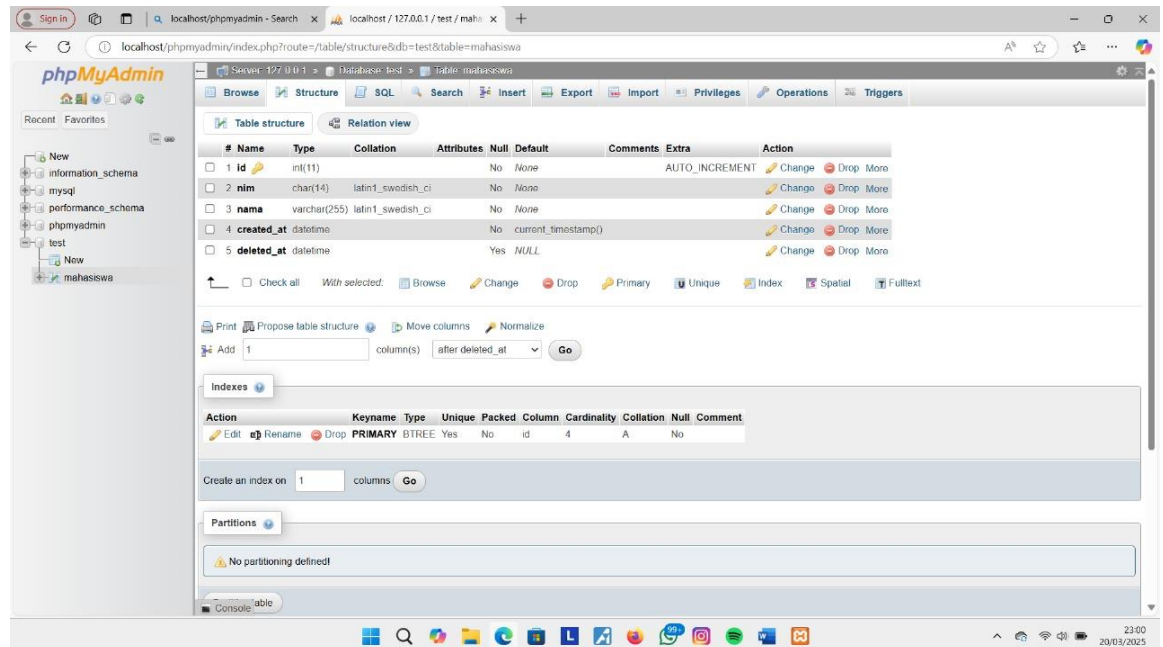 Sign in
localhost/phpmyadmin - Search
localhost / 127.0.0.1 / test / maha
localhost/phpmyadmin/index.php?route=/table/structure&db=test&table=mahasiswa
phpMyAdmin
Recent Favorites
New
information_schema
mysql
performance_schema
phpmyadmin
test
New
mahasiswa
Server: 127.0.0.1 » Database: test » Table: mahasiswa
Browse Structure SQL Search Insert Export Import Privileges Operations Triggers
Table structure Relation view
# Name Type Collation Attributes Null Default Comments Extra Action
1 id int(11) No None AUTO_INCREMENT Change Drop More
2 nim char(14) latin1_swedish_ci No None Change Drop More
3 nama varchar(255) latin1_swedish_ci No None Change Drop More
4 created_at datetime No current_timestamp() Change Drop More
5 deleted_at datetime Yes NULL Change Drop More
Check all With selected: Browse Change Drop Primary Unique Index Spatial Fulltext
Print Propose table structure Move columns Normalize
Add 1 column(s) after deleted_at Go
Indexes
Action Keyname Type Unique Packed Column Cardinality Collation Null Comment
Edit Rename Drop PRIMARY BTREE Yes No id 4 A No
Create an index on 1 columns Go
Partitions
No partitioning defined!
able
Console
99+
23:00
20/03/2025